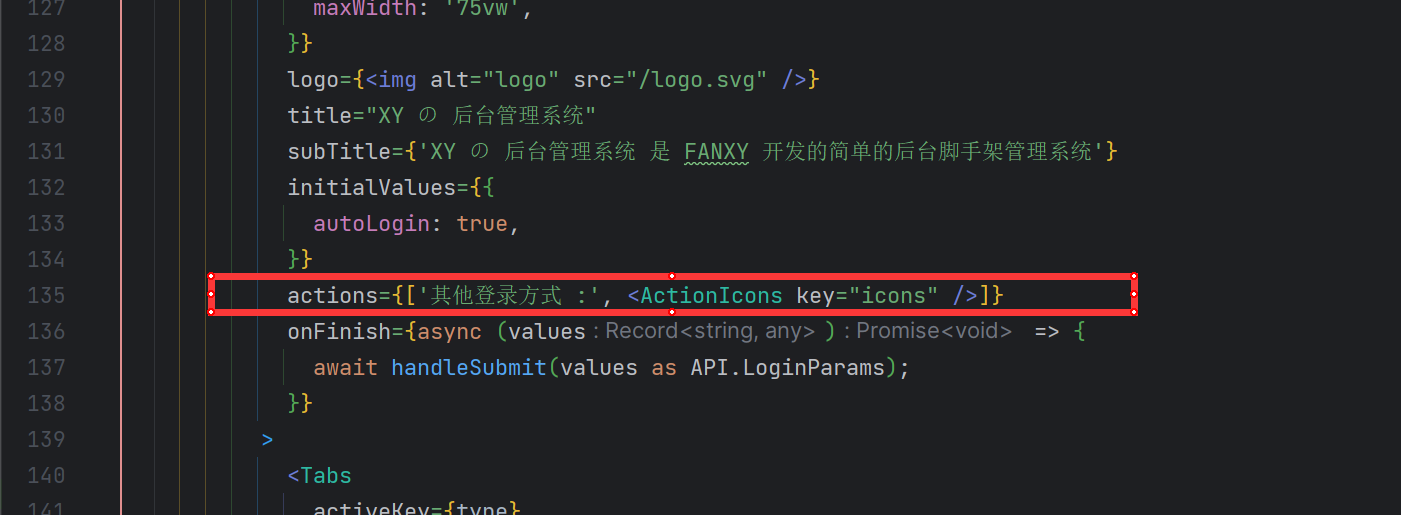 127 maxWidth: '75vw',
128 }}
129 logo={<img alt="logo" src="/logo.svg" />}
130 title="XY の 后台管理系统"
131 subTitle={'XY の 后台管理系统 是 FANXY 开发的简单的后台脚手架管理系统'}
132 initialValues={{
133 autoLogin: true,
134 }}
135 actions={['其他登录方式 :', <ActionIcons key="icons" />]}
136 onFinish={async (values : Record<string, any> ) : Promise<void> => {
137 await handleSubmit(values as API.LoginParams);
138 }}
139 >
140 <Tabs
141 activeKey={type}